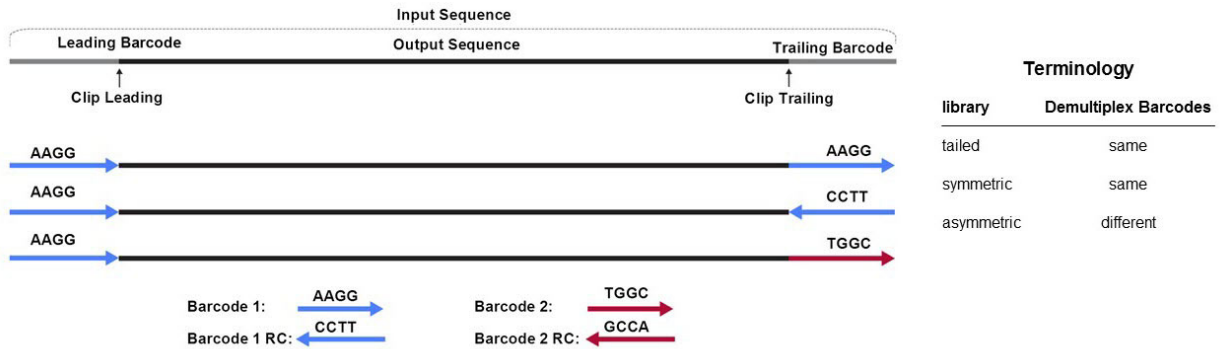 Input Sequence
Leading Barcode Output Sequence Trailing Barcode
Clip Leading Clip Trailing
AAGG AAGG
AAGG CCTT
AAGG TGGC
Barcode 1: AAGG Barcode 2: TGGC
Barcode 1 RC: CCTT Barcode 2 RC: GCCA
Terminology
library Demultiplex Barcodes
tailed same
symmetric same
asymmetric different